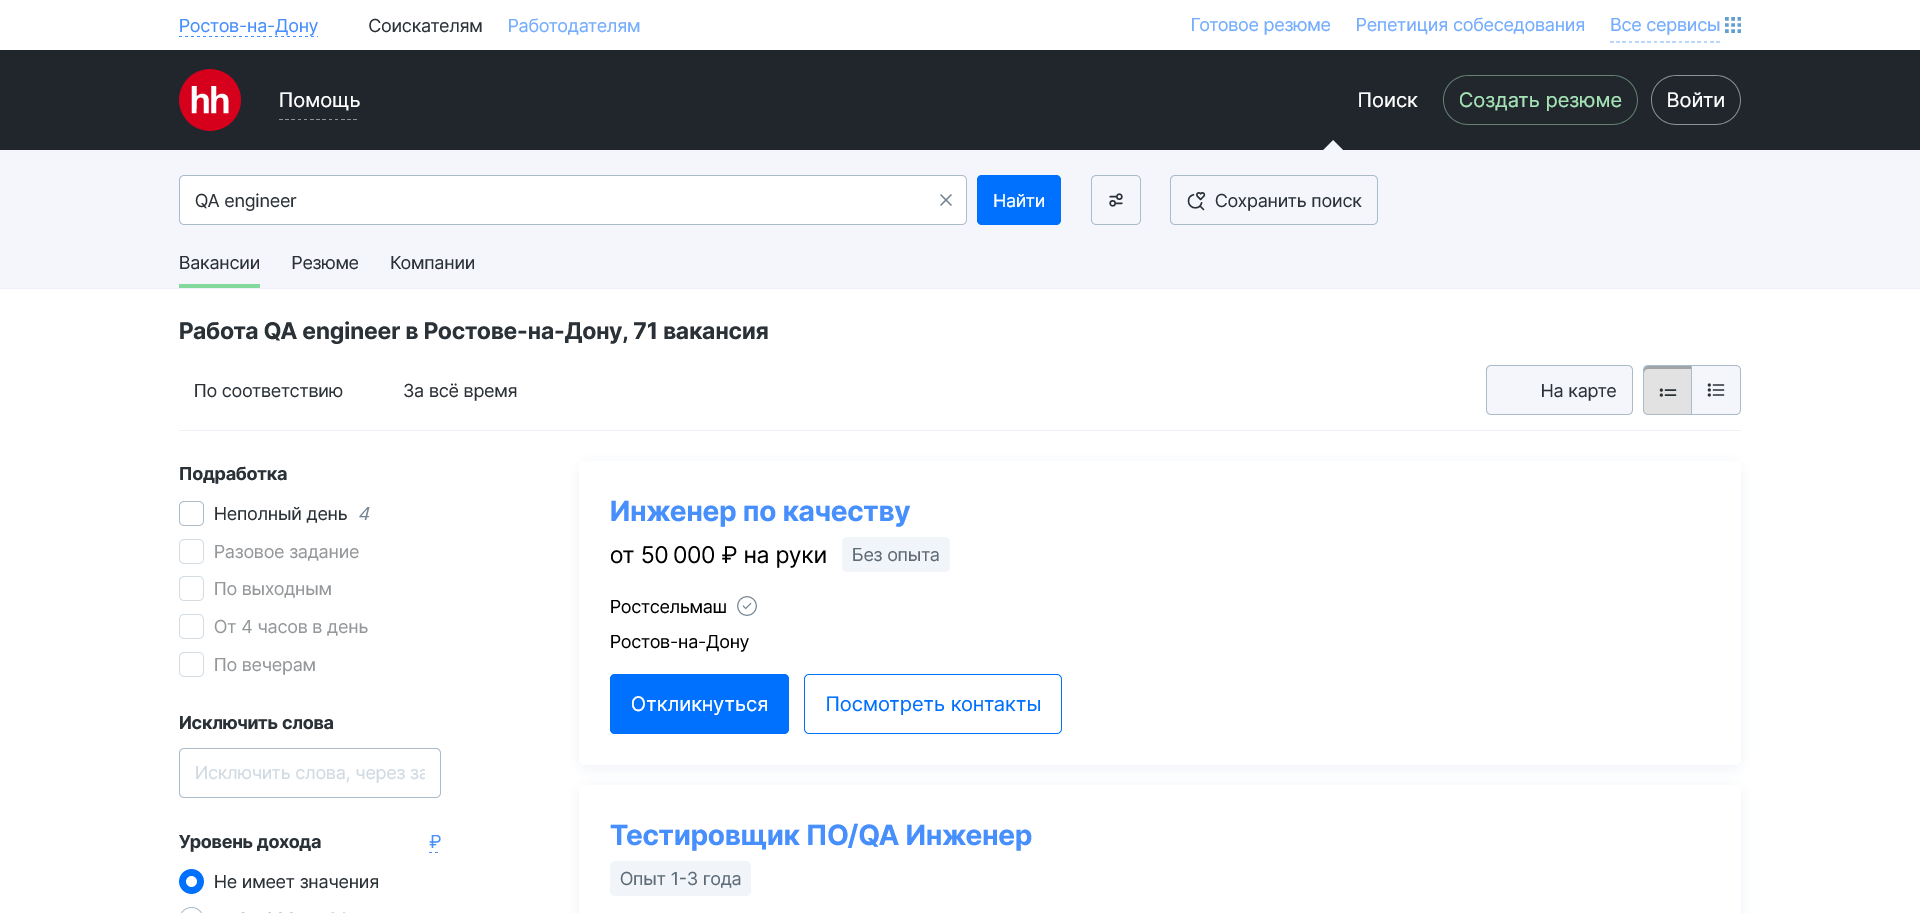 Ростов-на-Дону Соискателям Работодателям Готовое резюме Репетиция собеседования Все сервисы
hh Помощь Поиск Создать резюме Войти
QA engineer Найти Сохранить поиск
Вакансии Резюме Компании
Работа QA engineer в Ростове-на-Дону, 71 вакансия
По соответствию За всё время На карте
Подработка
Неполный день 4
Разовое задание
По выходным
От 4 часов в день
По вечерам
Исключить слова
Исключить слова, через
Уровень дохода ₽
Не имеет значения
Инженер по качеству
от 50 000 ₽ на руки Без опыта
Ростсельмаш
Ростов-на-Дону
Откликнуться Посмотреть контакты
Тестировщик ПО/QA Инженер
Опыт 1-3 года